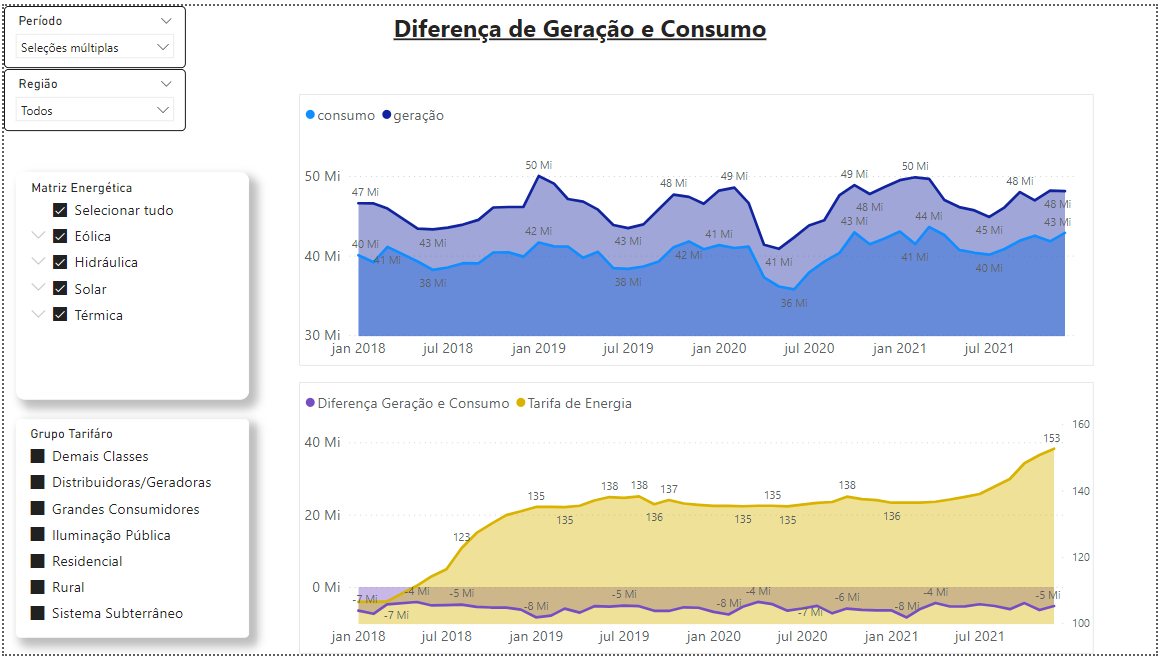 Período
Seleções múltiplas
Região
Todos
Diferença de Geração e Consumo
Matriz Energética
Selecionar tudo
Eólica
Hidráulica
Solar
Térmica
Grupo Tarifáro
Demais Classes
Distribuidoras/Geradoras
Grandes Consumidores
Iluminação Pública
Residencial
Rural
Sistema Subterrâneo
consumo geração
50 Mi
40 Mi
30 Mi
47 Mi 50 Mi 48 Mi 49 Mi 49 Mi 50 Mi 48 Mi
43 Mi 43 Mi 41 Mi 48 Mi 45 Mi 48 Mi
40 Mi 42 Mi 41 Mi 43 Mi 44 Mi 43 Mi
41 Mi 38 Mi 38 Mi 42 Mi 36 Mi 41 Mi 40 Mi
jan 2018 jul 2018 jan 2019 jul 2019 jan 2020 jul 2020 jan 2021 jul 2021
Diferença Geração e Consumo Tarifa de Energia
40 Mi
20 Mi
0 Mi
160
140
120
100
123 135 135 138 136 138 137 135 135 135 138 136 153
-7 Mi -7 Mi -4 Mi -5 Mi -8 Mi -5 Mi -8 Mi -4 Mi -7 Mi -6 Mi -8 Mi -4 Mi -5 Mi
jan 2018 jul 2018 jan 2019 jul 2019 jan 2020 jul 2020 jan 2021 jul 2021